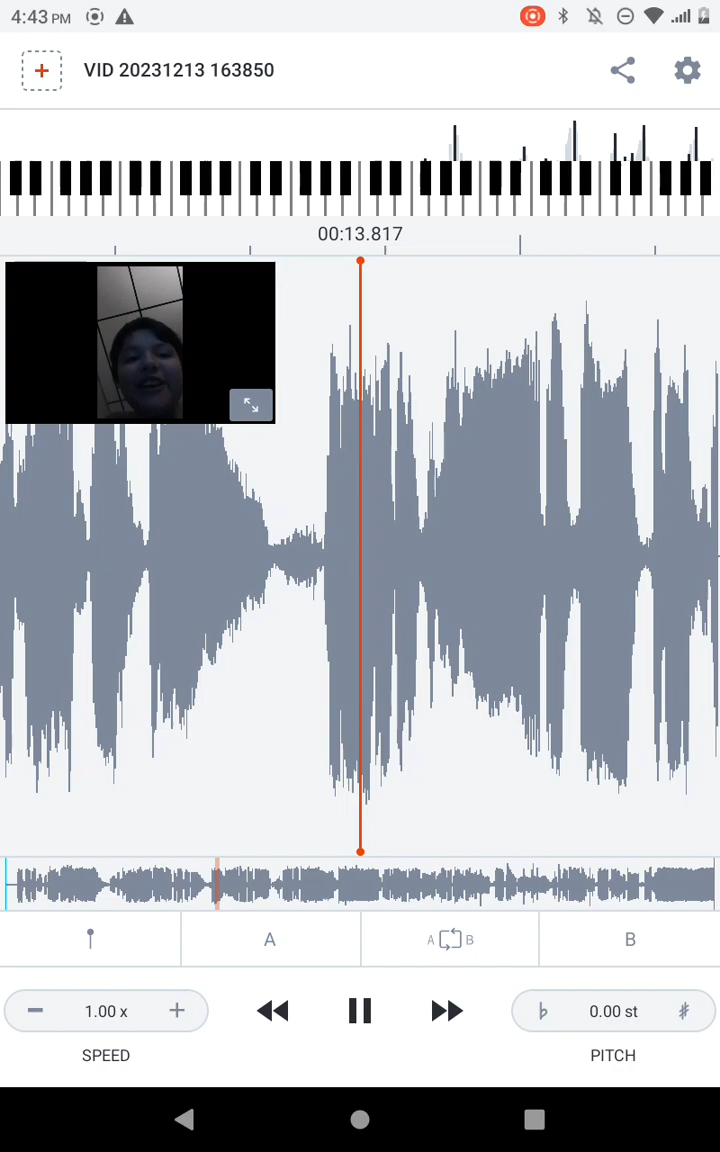 4:43 PM
VID 20231213 163850
00:13.817
A
A B
B
1.00 x
0.00 st
SPEED
PITCH